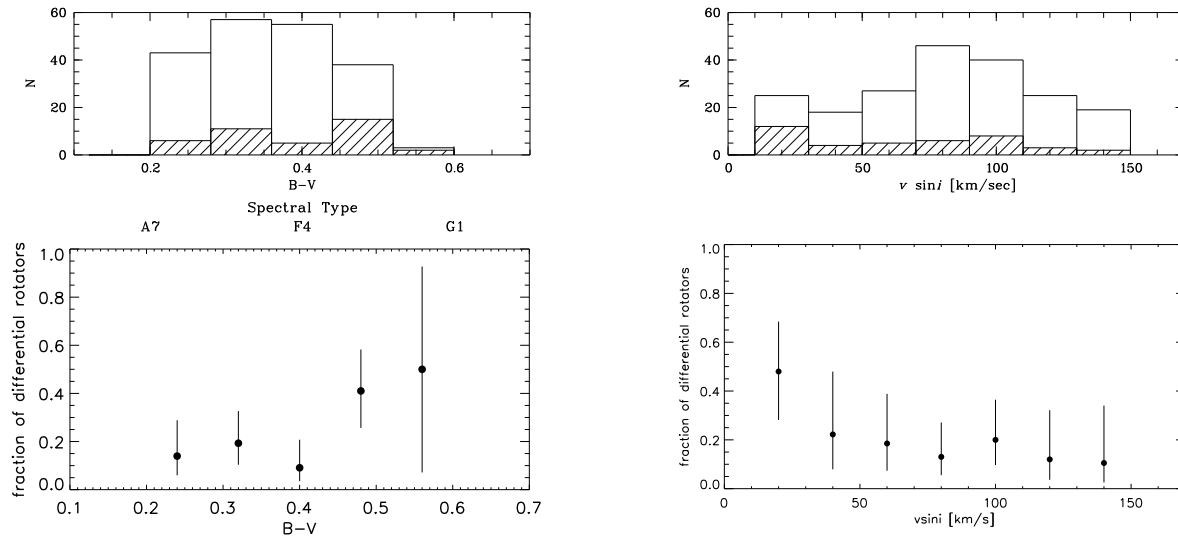 60
40
20
0
N
0.2 0.4 0.6
B−V
60
40
20
0
N
0 50 100 150
v sini [km/sec]
Spectral Type
A7 F4 G1
1.0
0.8
0.6
0.4
0.2
0.0
fraction of differential rotators
0.1 0.2 0.3 0.4 0.5 0.6 0.7
B−V
1.0
0.8
0.6
0.4
0.2
0.0
fraction of differential rotators
0 50 100 150
vsini [km/s]